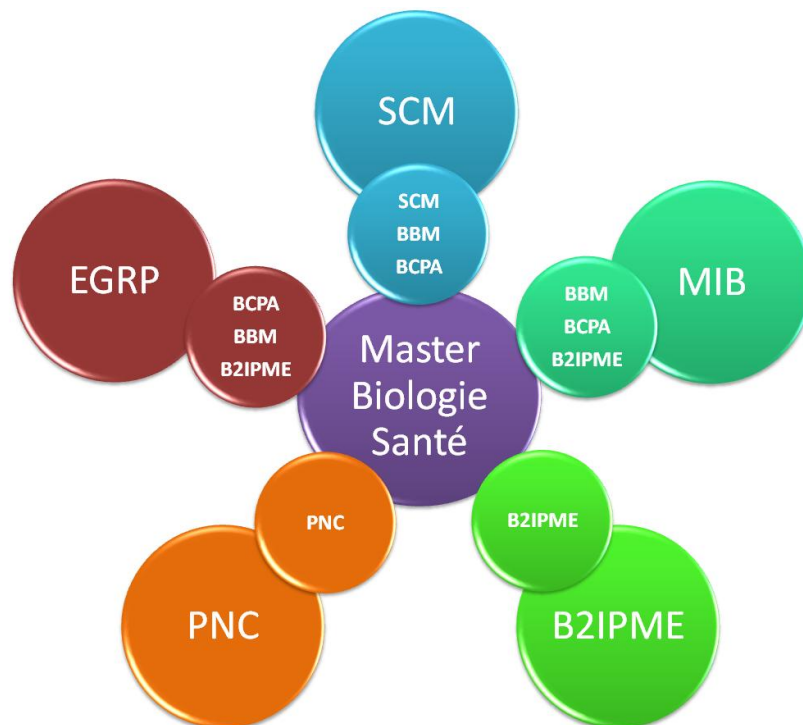 SCM
SCM
BBM
BCPA
EGRP
BCPA
BBM
B2IPME
MIB
BBM
BCPA
B2IPME
Master
Biologie
Santé
PNC
PNC
B2IPME
B2IPME